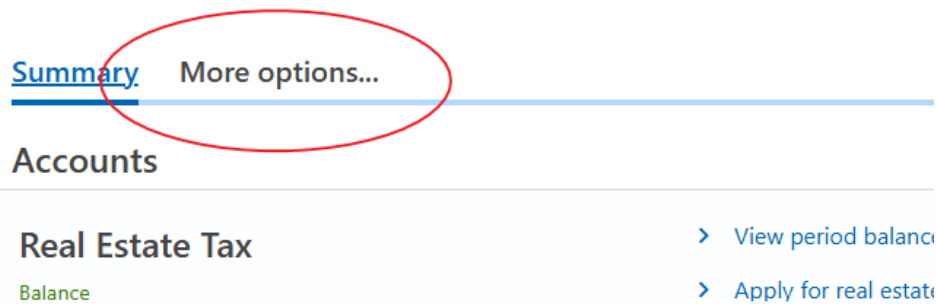 Summary More options...
Accounts
Real Estate Tax
> View period balance
Balance
> Apply for real estate